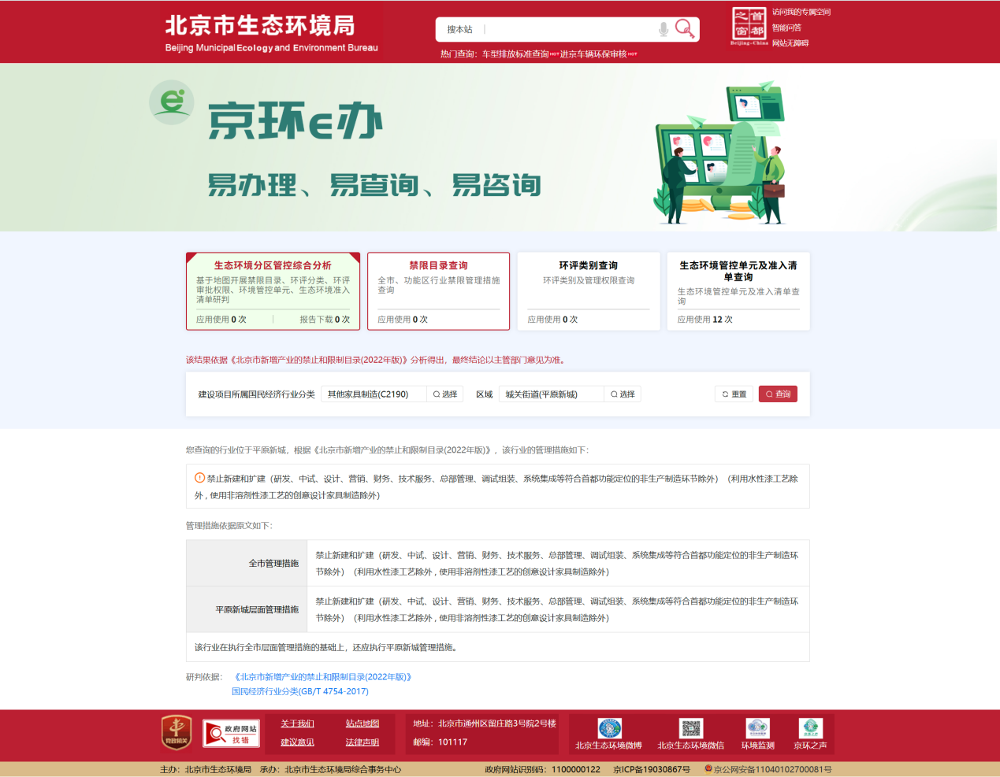 北京市生态环境局
Beijing Municipal Ecology and Environment Bureau
搜本站
热门查询：车型排放标准查询HOT 进京车辆环保审核HOT
首都之窗
Beijing-China
访问我的专属空间
智能问答
网站无障碍
京环e办
易办理、易查询、易咨询
生态环境分区管控综合分析
基于地图开展禁限目录、环评分类、环评
审批权限、环境管控单元、生态环境准入
清单研判
应用使用 0 次 报告下载 0 次
禁限目录查询
全市、功能区行业禁限管理措施
查询
应用使用 0 次
环评类别查询
环评类别及管理权限查询
应用使用 0 次
生态环境管控单元及准入清
单查询
生态环境管控单元及准入清单查
询
应用使用 12 次
该结果依据《北京市新增产业的禁止和限制目录(2022年版)》分析得出，最终结论以主管部门意见为准。
建设项目所属国民经济行业分类 其他家具制造(C2190) 选择 区域 城关街道(平原新城) 选择 重置 查询
您查询的行业位于平原新城，根据《北京市新增产业的禁止和限制目录(2022年版)》，该行业的管理措施如下：
禁止新建和扩建（研发、中试、设计、营销、财务、技术服务、总部管理、调试组装、系统集成等符合首都功能定位的非生产制造环节除外）（利用水性漆工艺除
外 , 使用非溶剂性漆工艺的创意设计家具制造除外）
管理措施依据原文如下：
全市管理措施
禁止新建和扩建（研发、中试、设计、营销、财务、技术服务、总部管理、调试组装、系统集成等符合首都功能定位的非生产制造环
节除外）（利用水性漆工艺除外 , 使用非溶剂性漆工艺的创意设计家具制造除外）
平原新城层面管理措施
禁止新建和扩建（研发、中试、设计、营销、财务、技术服务、总部管理、调试组装、系统集成等符合首都功能定位的非生产制造环
节除外）（利用水性漆工艺除外 , 使用非溶剂性漆工艺的创意设计家具制造除外）
该行业在执行全市层面管理措施的基础上，还应执行平原新城管理措施。
研判依据： 《北京市新增产业的禁止和限制目录(2022年版)》
国民经济行业分类(GB/T 4754-2017)
党政机关
政府网站
找错
关于我们 站点地图
建议意见 法律声明
地址：北京市通州区留庄路3号院2号楼
邮编：101117
北京生态环境微博 北京生态环境微信 环境监测 京环之声
主办：北京市生态环境局 承办：北京市生态环境局综合事务中心 政府网站识别码：1100000122 京ICP备19030867号 京公网安备11040102700081号